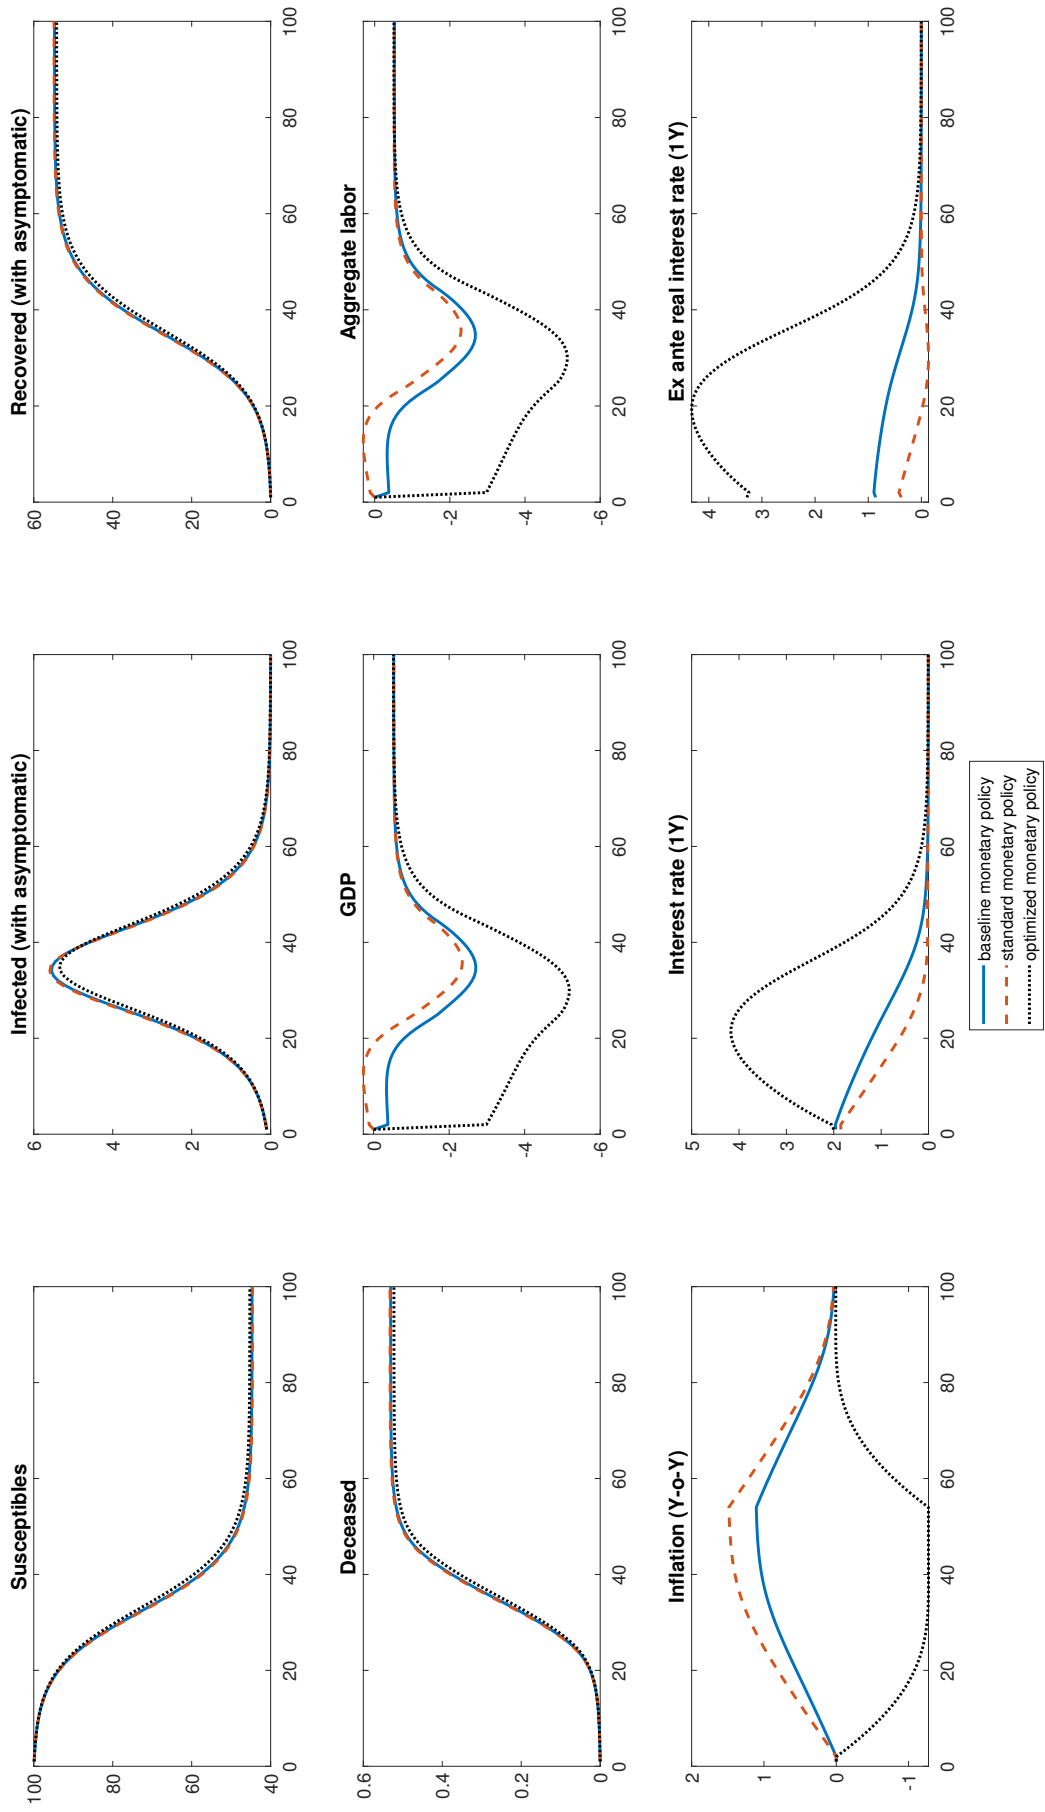 Susceptibles
100
80
60
40
0 20 40 60 80 100
Infected (with asymptomatic)
6
4
2
0
0 20 40 60 80 100
Recovered (with asymptomatic)
60
40
20
0
0 20 40 60 80 100
Deceased
0.6
0.4
0.2
0
0 20 40 60 80 100
GDP
0
-2
-4
-6
0 20 40 60 80 100
Aggregate labor
0
-2
-4
-6
0 20 40 60 80 100
Inflation (Y-o-Y)
2
1
0
-1
0 20 40 60 80 100
Interest rate (1Y)
5
4
3
2
1
0
0 20 40 60 80 100
Ex ante real interest rate (1Y)
4
3
2
1
0
0 20 40 60 80 100
baseline monetary policy
standard monetary policy
optimized monetary policy